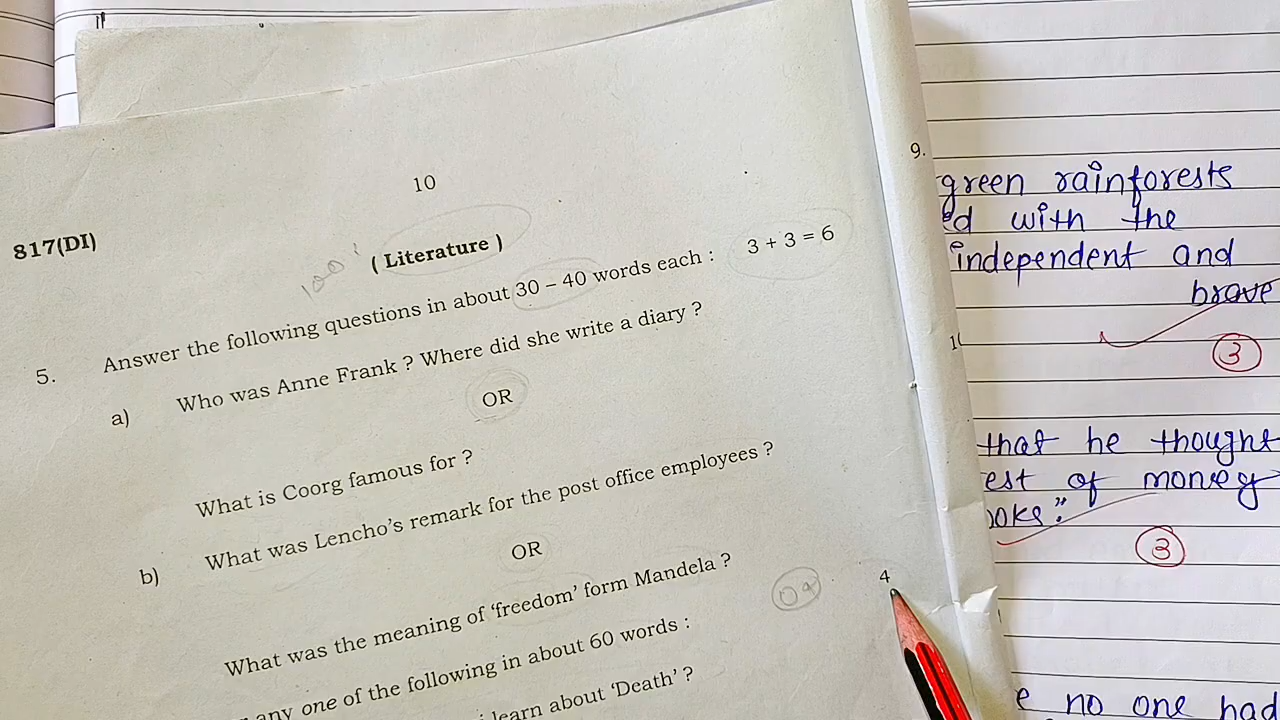 10
817(DI)
( Literature )
5. Answer the following questions in about 30 – 40 words each : 3 + 3 = 6
a) Who was Anne Frank ? Where did she write a diary ?
OR
What is Coorg famous for ?
b) What was Lencho's remark for the post office employees ?
OR
What was the meaning of 'freedom' form Mandela ?
any one of the following in about 60 words : 4
learn about 'Death' ?
100
04
9.
green rainforests
ed with the
independent and
brave
3
that he thought
est of money
ooks."
3
e no one had